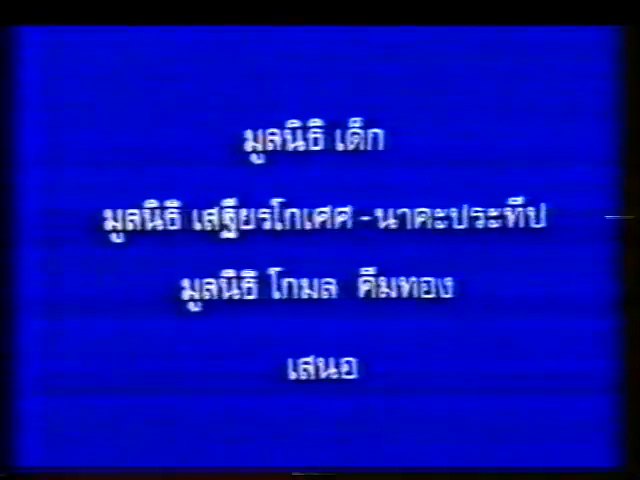 มูลนิธิ เด็ก
มูลนิธิ เสฐียรโกเศศ - นาคะประทีป
มูลนิธิ โกมล คีมทอง
เสนอ